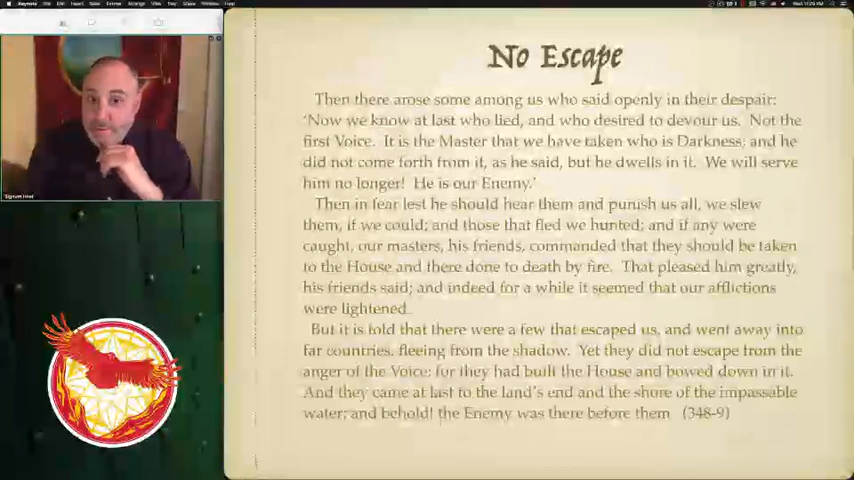 No Escape
Then there arose some among us who said openly in their despair:
'Now we know at last who lied, and who desired to devour us. Not the
first Voice. It is the Master that we have taken who is Darkness; and he
did not come forth from it, as he said, but he dwells in it. We will serve
him no longer! He is our Enemy.'
Then in fear lest he should hear them and punish us all, we slew
them, if we could; and those that fled we hunted; and if any were
caught, our masters, his friends, commanded that they should be taken
to the House and there done to death by fire. That pleased him greatly,
his friends said; and indeed for a while it seemed that our afflictions
were lightened.
But it is told that there were a few that escaped us, and went away into
far countries, fleeing from the shadow. Yet they did not escape from the
anger of the Voice; for they had built the House and bowed down in it.
And they came at last to the land's end and the shore of the impassable
water; and behold! the Enemy was there before them (348-9)